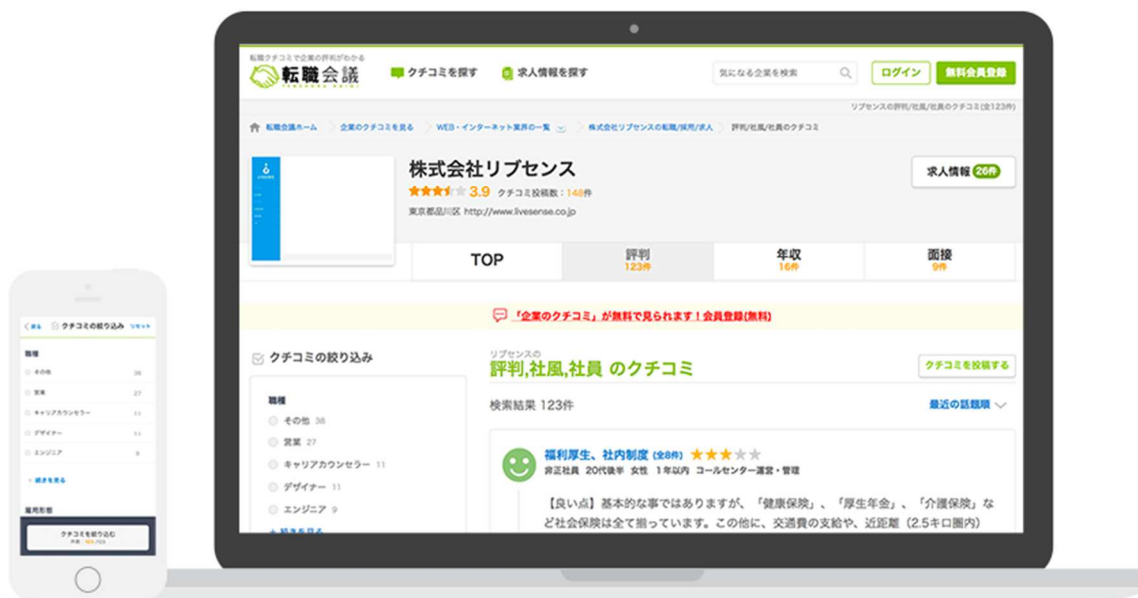 転職クチコミで企業の評判がわかる
転職会議
TENSHOKU KAIGI
クチコミを探す
求人情報を探す
気になる企業を検索
ログイン
無料会員登録
リブセンスの評判/社風/社員のクチコミ(全123件)
転職会議ホーム
企業のクチコミを見る
WEB・インターネット業界の一覧
株式会社リブセンスの転職/採用/求人
評判/社風/社員のクチコミ
株式会社リブセンス
3.9 クチコミ投稿数:148件
東京都品川区 http://www.livesense.co.jp
求人情報 26件
TOP
評判
123件
年収
16件
面接
9件
「企業のクチコミ」が無料で見られます!会員登録(無料)
クチコミの絞り込み
職種
その他 38
営業 27
キャリアカウンセラー 11
デザイナー 11
エンジニア 9
+ 続きを見る
リブセンスの
評判,社風,社員 のクチコミ
クチコミを投稿する
検索結果 123件
最近の話題順
福利厚生、社内制度 (全8件)
非正社員 20代後半 女性 1年以内 コールセンター運営・管理
【良い点】基本的な事ではありますが、「健康保険」、「厚生年金」、「介護保険」な
ど社会保険は全て揃っています。この他に、交通費の支給や、近距離(2.5キロ圏内)
戻る
クチコミの絞り込み
リセット
職種
その他 38
営業 27
キャリアカウンセラー 11
デザイナー 11
エンジニア 9
+ 続きを見る
雇用形態
クチコミを絞り込む